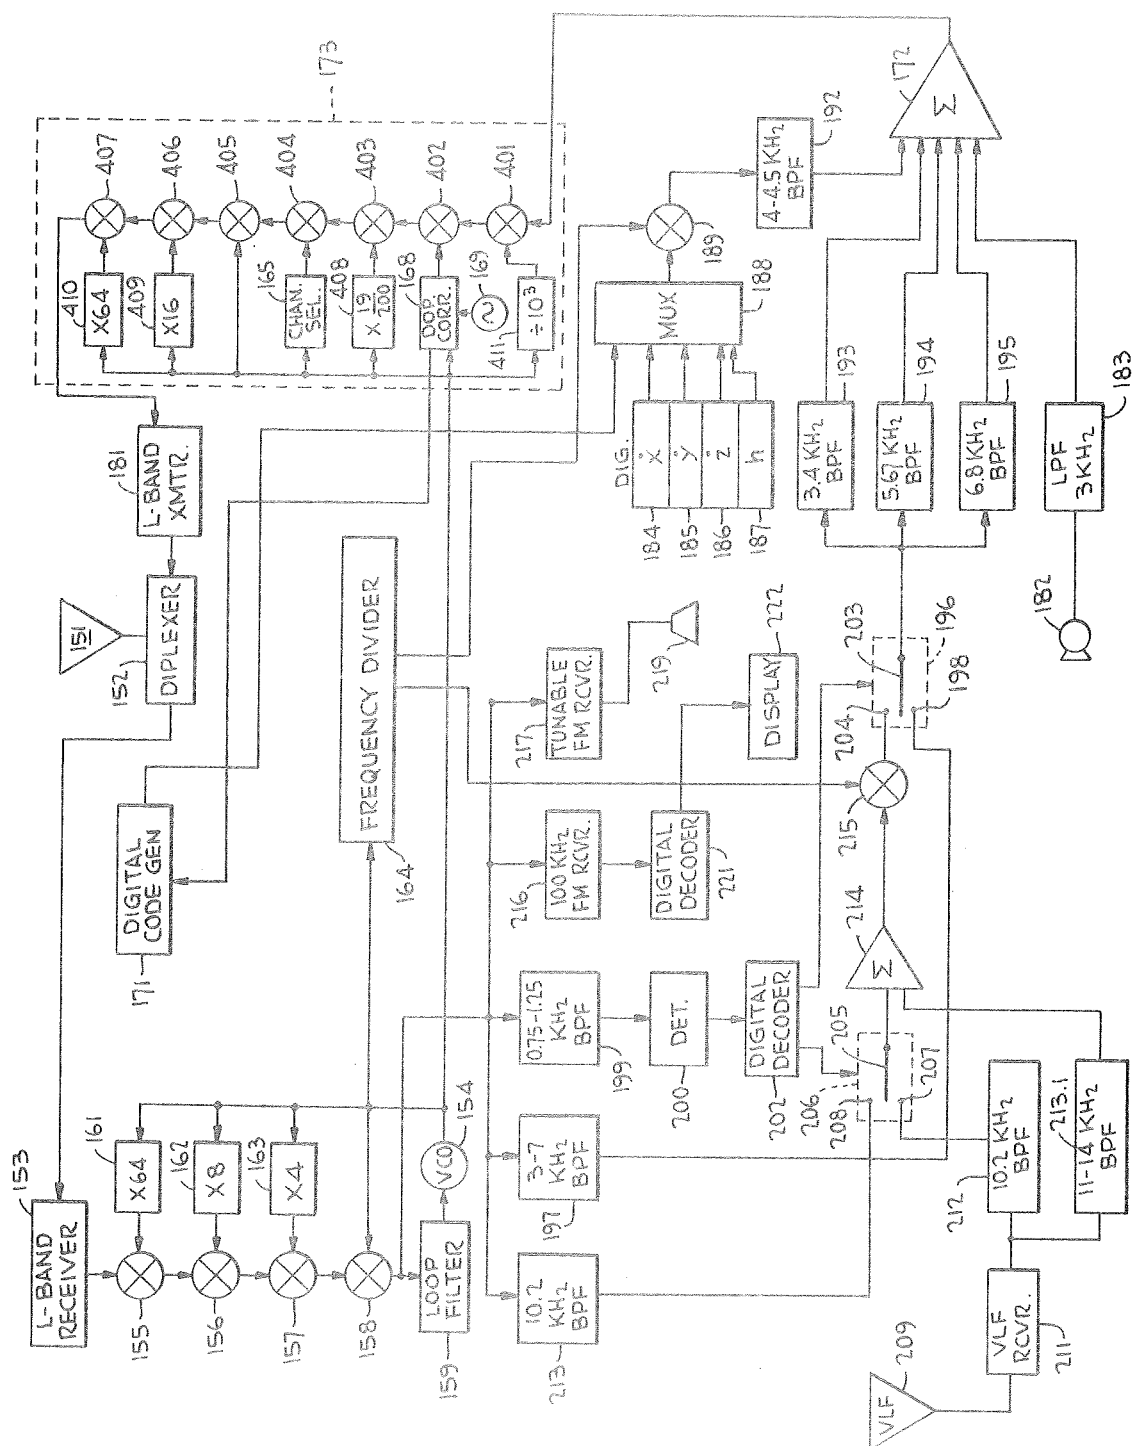 173
407
406
405
404
403
402
401
410
X64
409
X16
165
CHAN.
SEL.
408
X 19/200
168
DOP
CORR.
169
411
÷10³
181
L-BAND
XMTR.
151
152
DIPLEXER
DIGITAL
CODE GEN
171
153
L-BAND
RECEIVER
161
X64
162
X8
163
X4
155
156
157
158
154
VCO
LOOP
FILTER
159
FREQUENCY DIVIDER
164
172
Σ
192
4-4.5 KHz
BPF
189
MUX
188
DIG.
ẋ
ẏ
ż
h
184
185
186
187
193
3.4 KHz
BPF
194
5.67 KHz
BPF
195
6.8 KHz
BPF
183
LPF
3 KHz
182
TUNABLE
FM RCVR.
217
219
100 KHz
FM RCVR.
216
DIGITAL
DECODER
221
DISPLAY
222
0.75-1.25
KHz
BPF
199
DET.
200
DIGITAL
DECODER
202
3-7
KHz
BPF
197
10.2
KHz
BPF
213
203
196
204
198
215
214
Σ
205
206
208
207
10.2 KHz
BPF
212
213.1
11-14 KHz
BPF
VLF
209
VLF
RCVR.
211